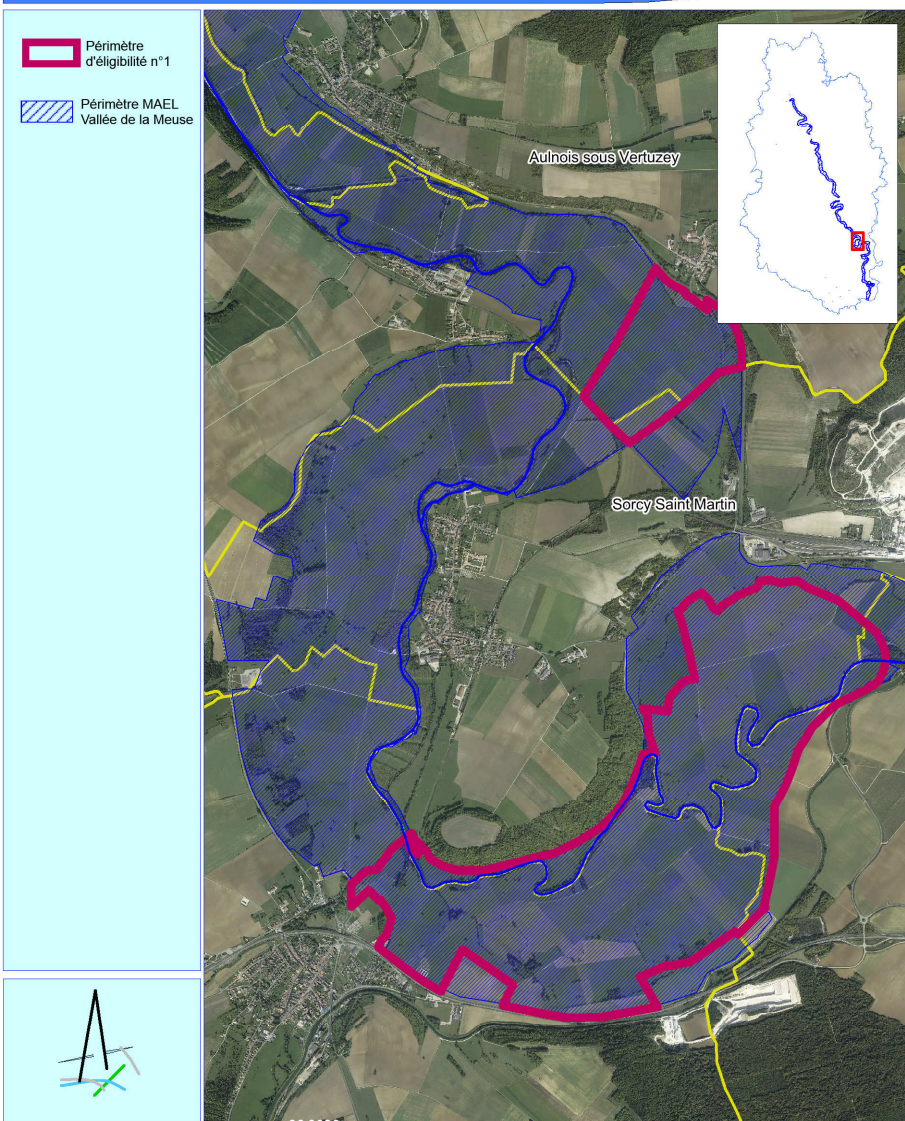 Périmètre
d'éligibilité n°1
Périmètre MAEL
Vallée de la Meuse
Aulnois sous Vertuzey
Sorcy Saint Martin